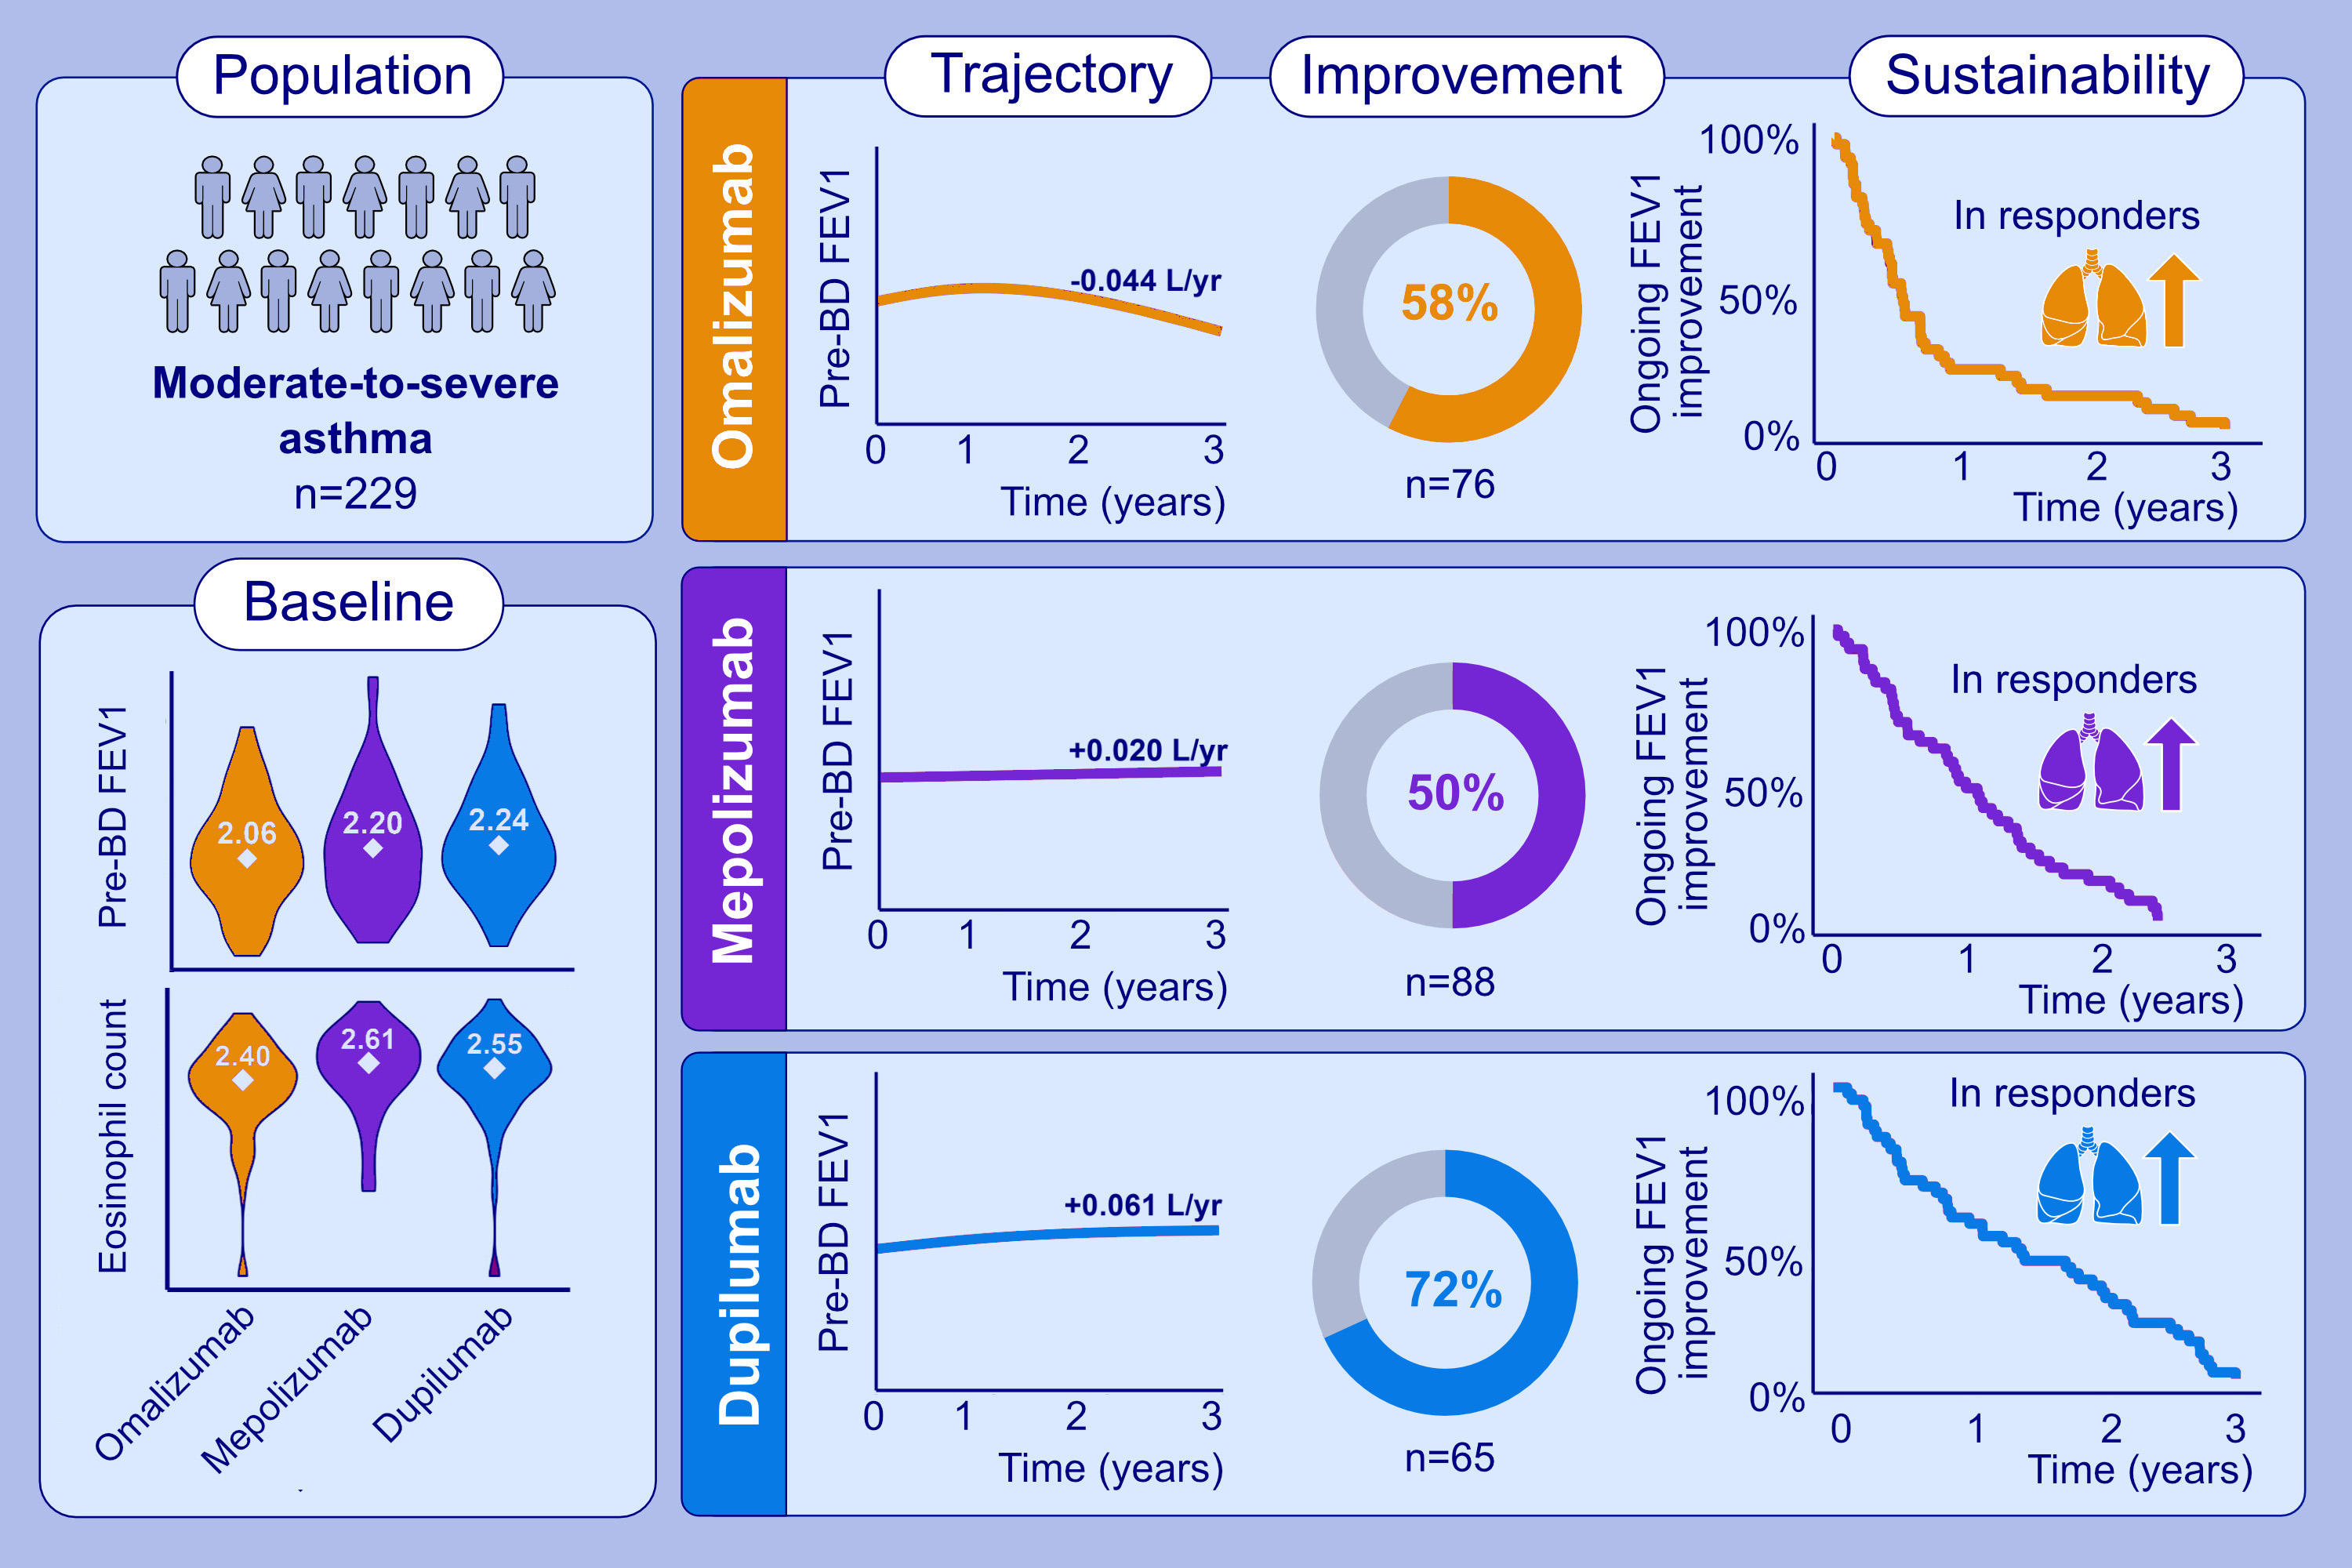 Population
Moderate-to-severe
asthma
n=229
Baseline
Pre-BD FEV1
2.06
2.20
2.24
Eosinophil count
2.40
2.61
2.55
Omalizumab
Mepolizumab
Dupilumab
Trajectory
Improvement
Sustainability
Omalizumab
Pre-BD FEV1
-0.044 L/yr
0 1 2 3
Time (years)
58%
n=76
Ongoing FEV1
improvement
100%
50%
0%
In responders
0 1 2 3
Time (years)
Mepolizumab
Pre-BD FEV1
+0.020 L/yr
0 1 2 3
Time (years)
50%
n=88
Ongoing FEV1
improvement
100%
50%
0%
In responders
0 1 2 3
Time (years)
Dupilumab
Pre-BD FEV1
+0.061 L/yr
0 1 2 3
Time (years)
72%
n=65
Ongoing FEV1
improvement
100%
50%
0%
In responders
0 1 2 3
Time (years)